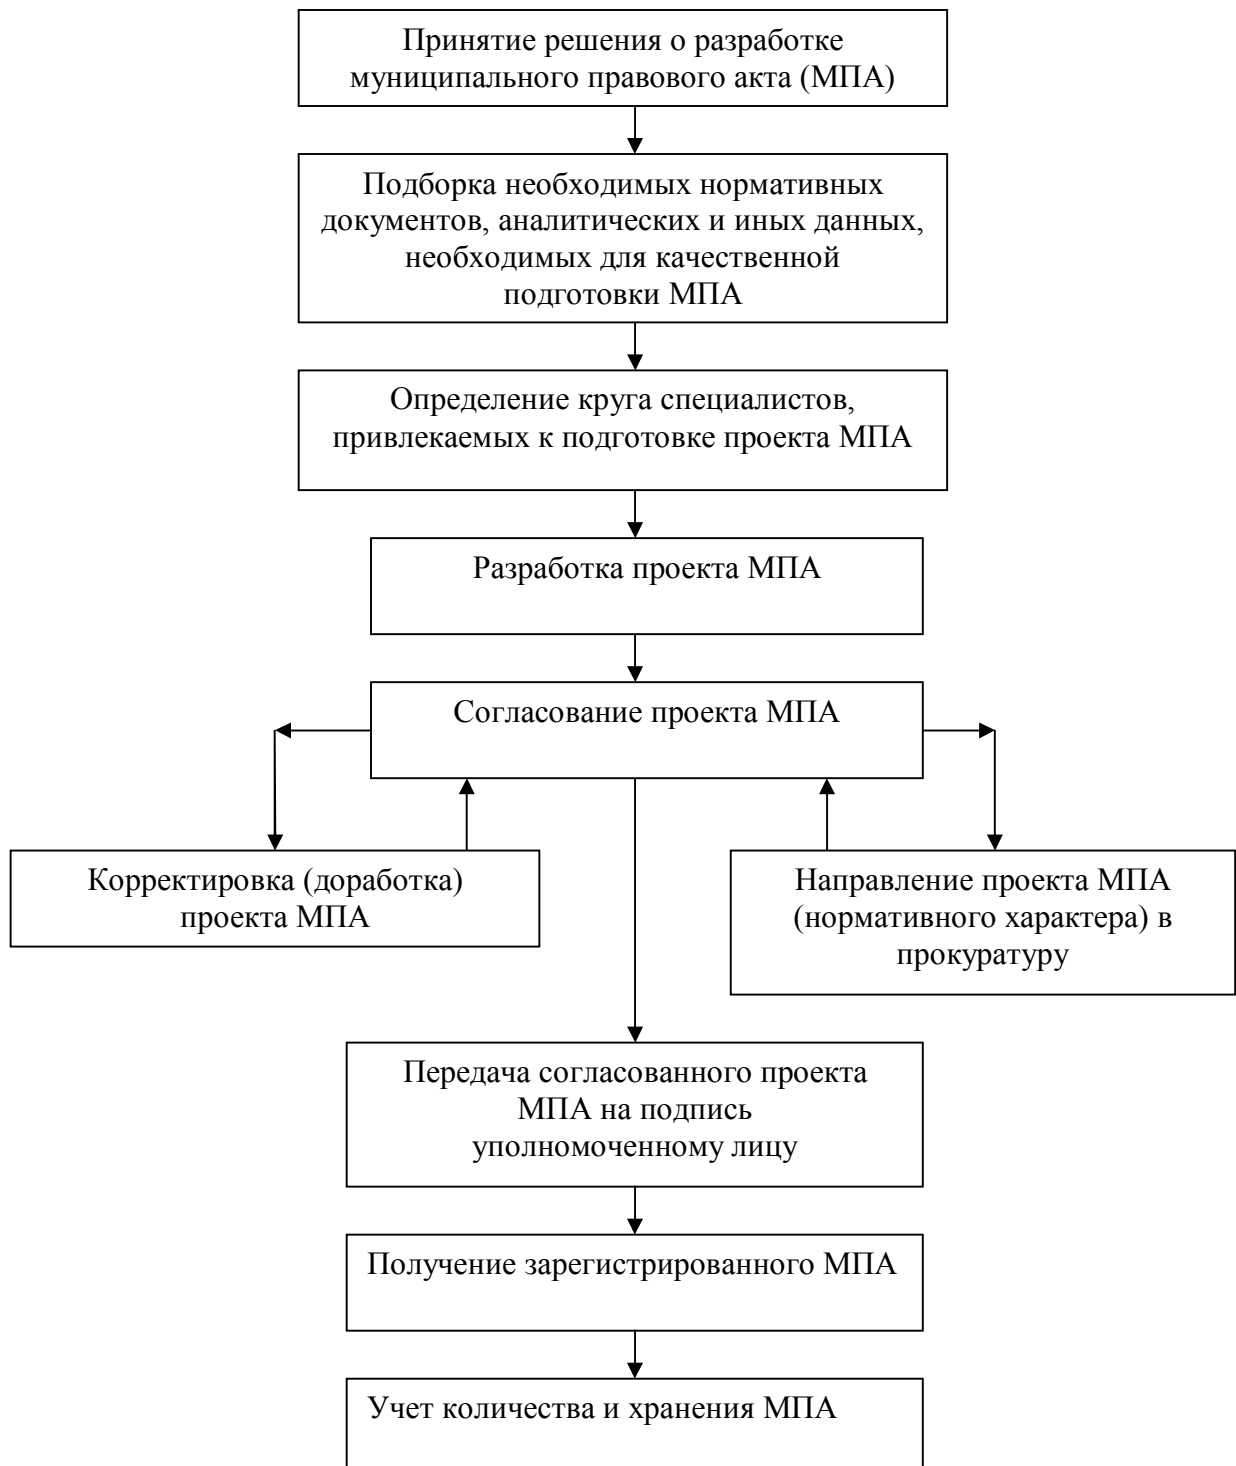 Принятие решения о разработке
муниципального правового акта (МПА)
Подборка необходимых нормативных
документов, аналитических и иных данных,
необходимых для качественной
подготовки МПА
Определение круга специалистов,
привлекаемых к подготовке проекта МПА
Разработка проекта МПА
Согласование проекта МПА
Корректировка (доработка)
проекта МПА
Направление проекта МПА
(нормативного характера) в
прокуратуру
Передача согласованного проекта
МПА на подпись
уполномоченному лицу
Получение зарегистрированного МПА
Учет количества и хранения МПА